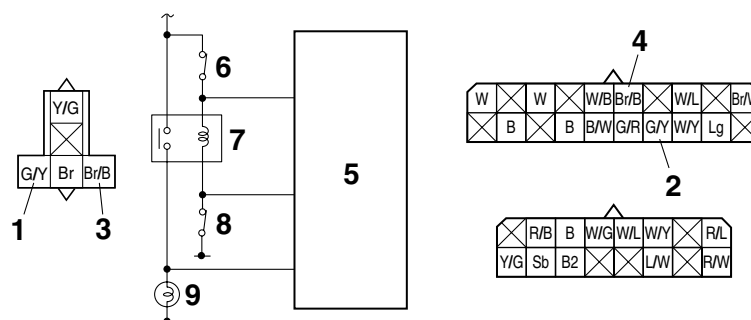 Y/G
G/Y Br Br/B
1 3
6
7
8
9
5
4
W W W/B Br/B W/L
B B B/W G/R G/Y W/Y Lg
2
R/B B W/G W/L W/Y R/L
Y/G Sb B2 L/W R/W